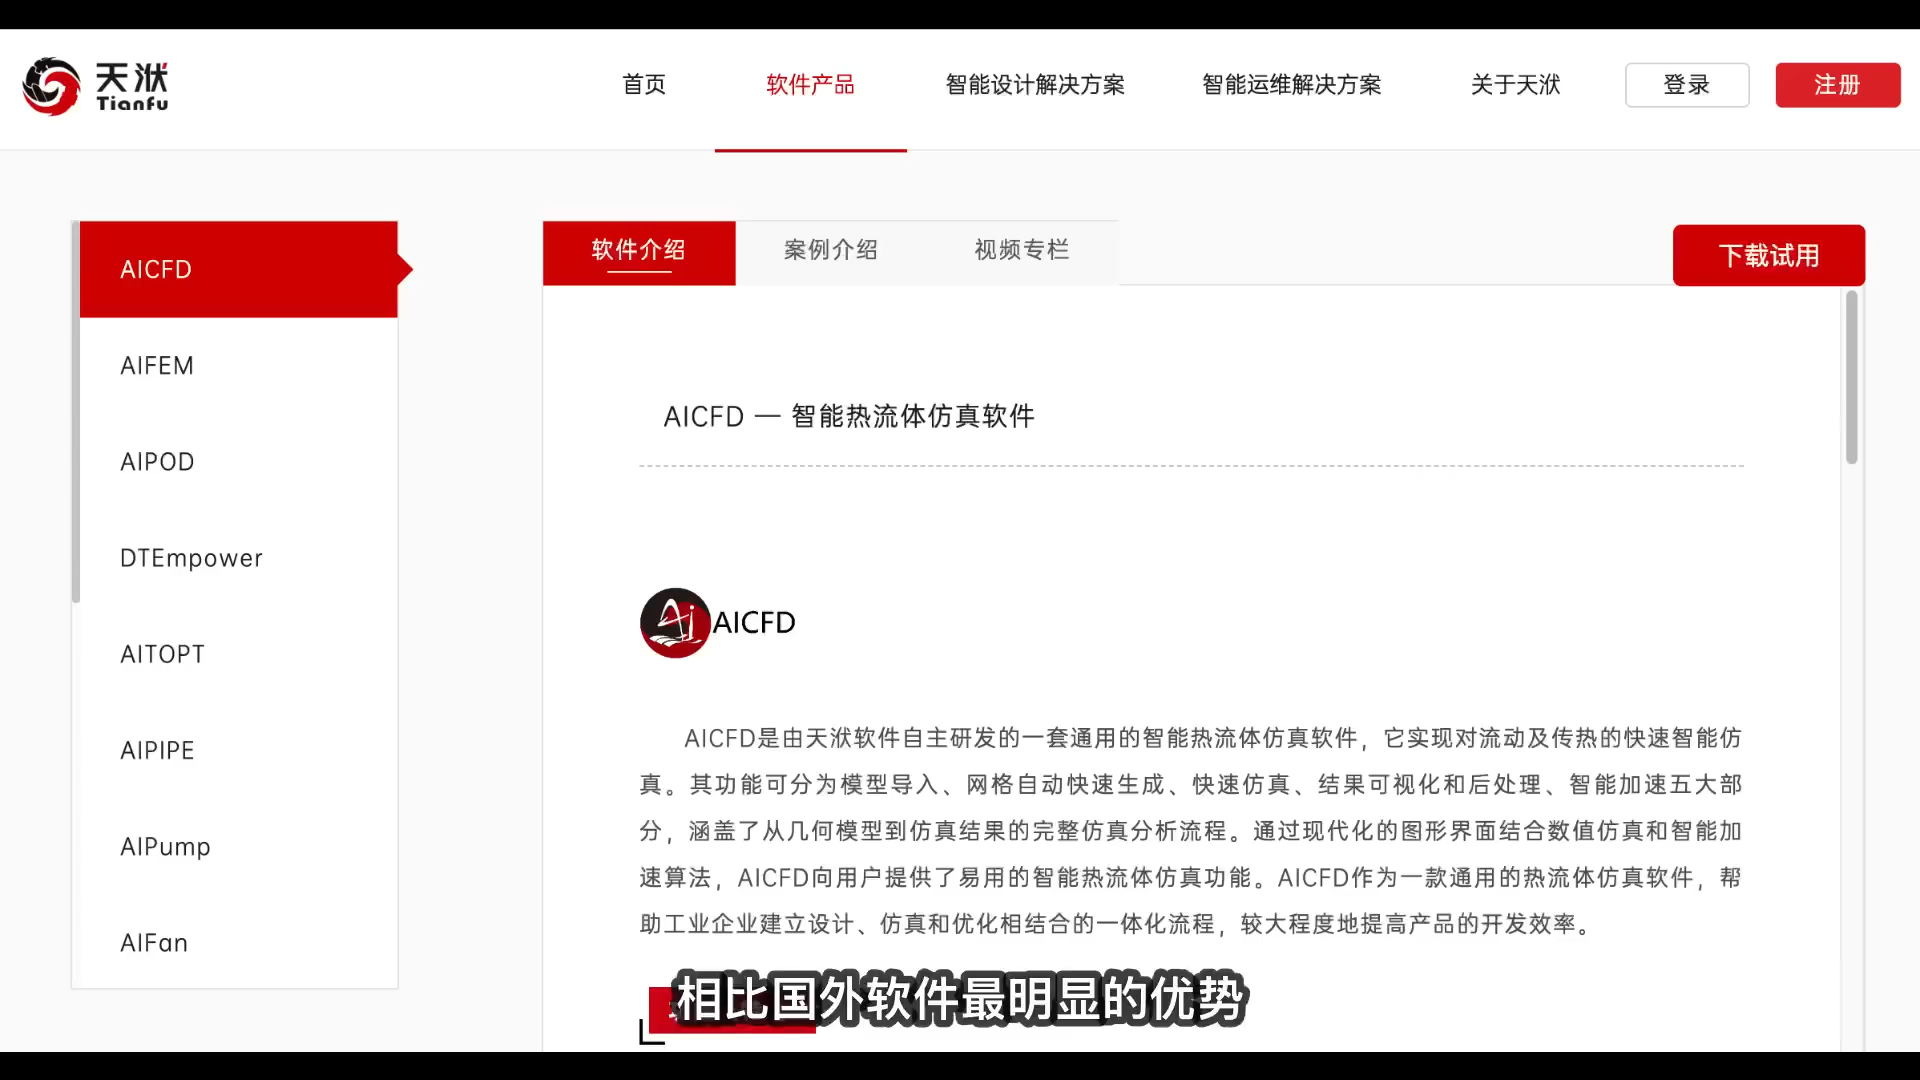 天洑
Tianfu
首页
软件产品
智能设计解决方案
智能运维解决方案
关于天洑
登录
注册
AICFD
AIFEM
AIPOD
DTEmpower
AITOPT
AIPIPE
AIPump
AIFan
软件介绍
案例介绍
视频专栏
下载试用
AICFD — 智能热流体仿真软件
Ai
AICFD
AICFD是由天洑软件自主研发的一套通用的智能热流体仿真软件，它实现对流动及传热的快速智能仿
真。其功能可分为模型导入、网格自动快速生成、快速仿真、结果可视化和后处理、智能加速五大部
分，涵盖了从几何模型到仿真结果的完整仿真分析流程。通过现代化的图形界面结合数值仿真和智能加
速算法，AICFD向用户提供了易用的智能热流体仿真功能。AICFD作为一款通用的热流体仿真软件，帮
助工业企业建立设计、仿真和优化相结合的一体化流程，较大程度地提高产品的开发效率。
相比国外软件最明显的优势